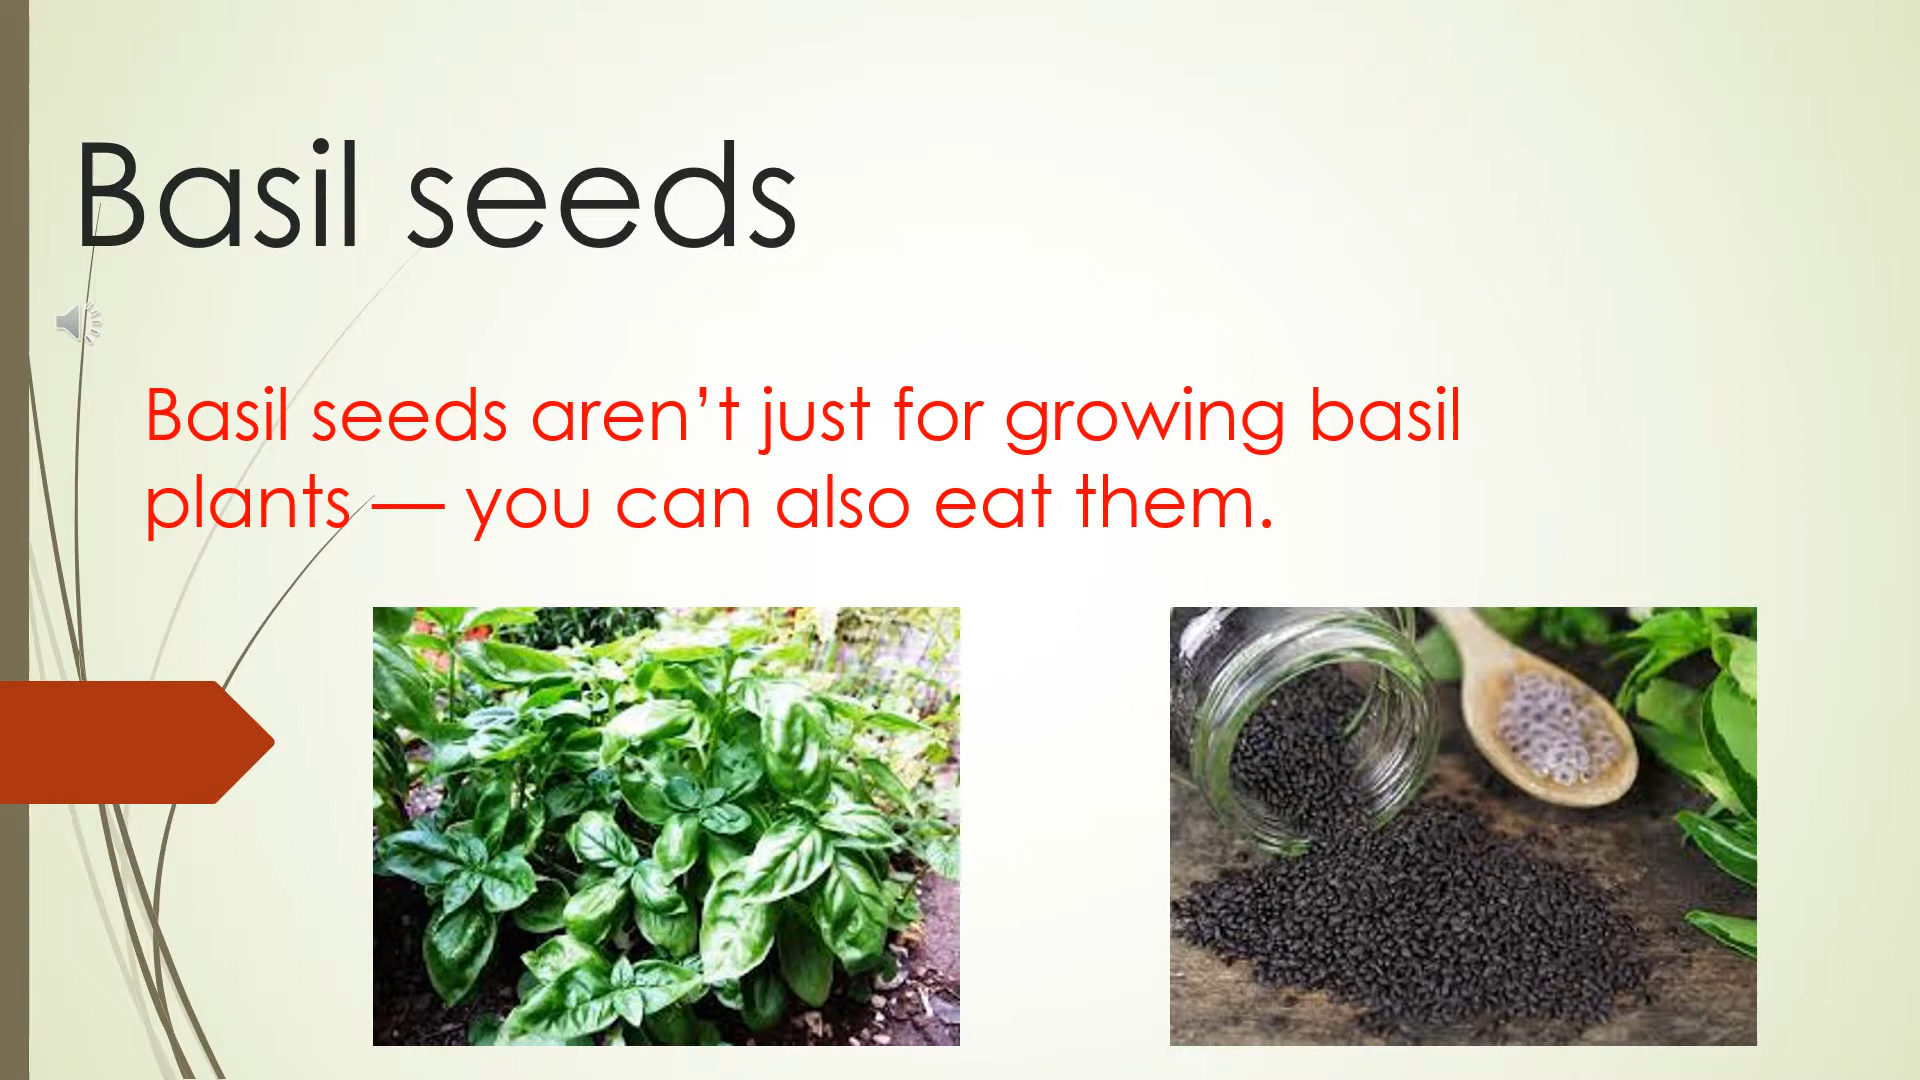 Basil seeds
Basil seeds aren’t just for growing basil
plants — you can also eat them.